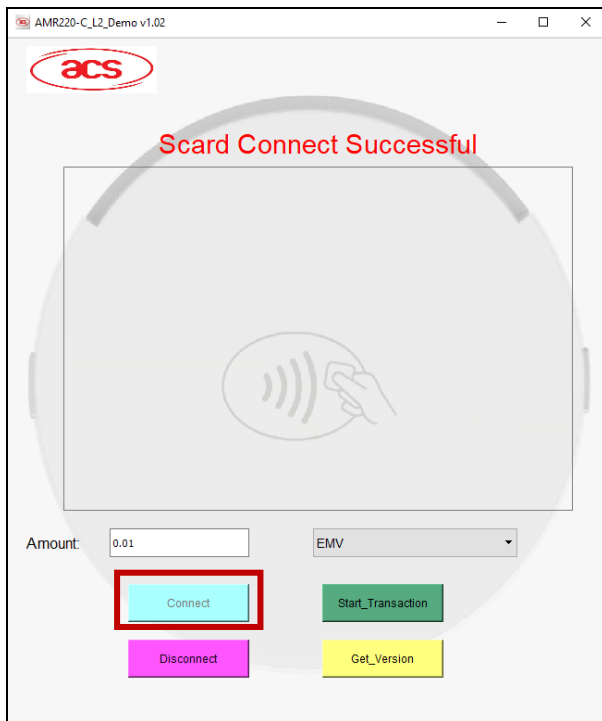 AMR220-C_L2_Demo v1.02
acs
Scard Connect Successful
Amount: 0.01 EMV
Connect Start_Transaction
Disconnect Get_Version